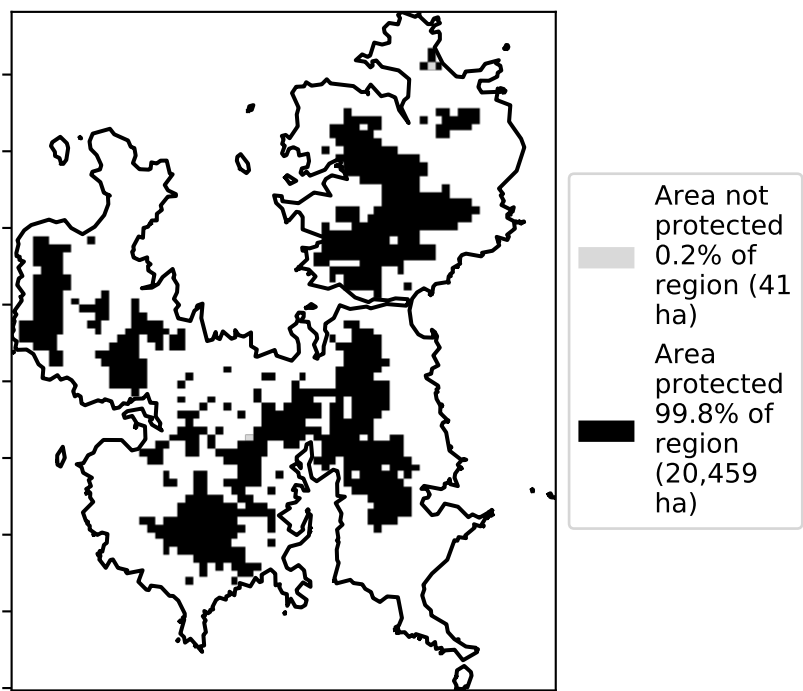 Area not
protected
0.2% of
region (41
ha)
Area
protected
99.8% of
region
(20,459
ha)